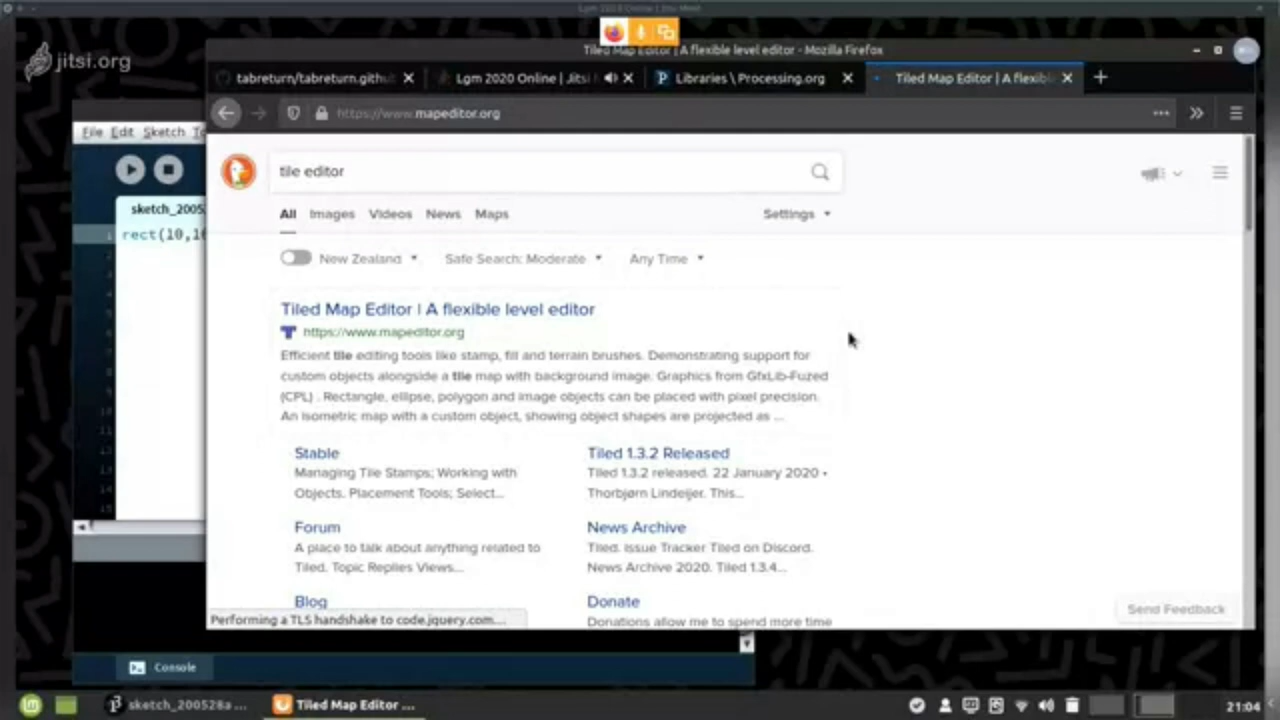 jitsi.org
Tiled Map Editor | A flexible level editor - Mozilla Firefox
tabreturn/tabreturn.gith
Lgm 2020 Online | Jitsi
Libraries \ Processing.org
Tiled Map Editor | A flexib
https://www.mapeditor.org
File Edit Sketch
sketch_2005
1 rect(10,10
tile editor
All Images Videos News Maps Settings
New Zealand Safe Search: Moderate Any Time
Tiled Map Editor | A flexible level editor
https://www.mapeditor.org
Efficient tile editing tools like stamp, fill and terrain brushes. Demonstrating support for
custom objects alongside a tile map with background image. Graphics from GfxLib-Fuzed
(CPL) . Rectangle, ellipse, polygon and image objects can be placed with pixel precision.
An isometric map with a custom object, showing object shapes are projected as ...
Stable
Managing Tile Stamps; Working with
Objects. Placement Tools; Select...
Tiled 1.3.2 Released
Tiled 1.3.2 released. 22 January 2020 •
Thorbjørn Lindeijer. This...
Forum
A place to talk about anything related to
Tiled. Topic Replies Views...
News Archive
Tiled. Issue Tracker Tiled on Discord.
News Archive 2020. Tiled 1.3.4...
Blog
Donate
Donations allow me to spend more time
Performing a TLS handshake to code.jquery.com...
Send Feedback
Console
sketch_200528a ...
Tiled Map Editor ...
21:04